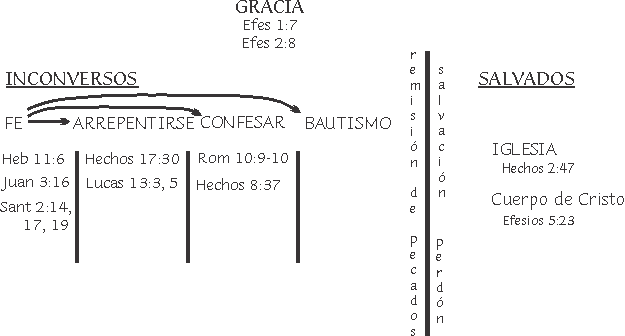 GRACIA
Efes 1:7
Efes 2:8
INCONVERSOS
FE
ARREPENTIRSE
CONFESAR
BAUTISMO
Heb 11:6
Juan 3:16
Sant 2:14,
17, 19
Hechos 17:30
Lucas 13:3, 5
Rom 10:9-10
Hechos 8:37
remisión de pecados
salvación perdón
SALVADOS
IGLESIA
Hechos 2:47
Cuerpo de Cristo
Efesios 5:23